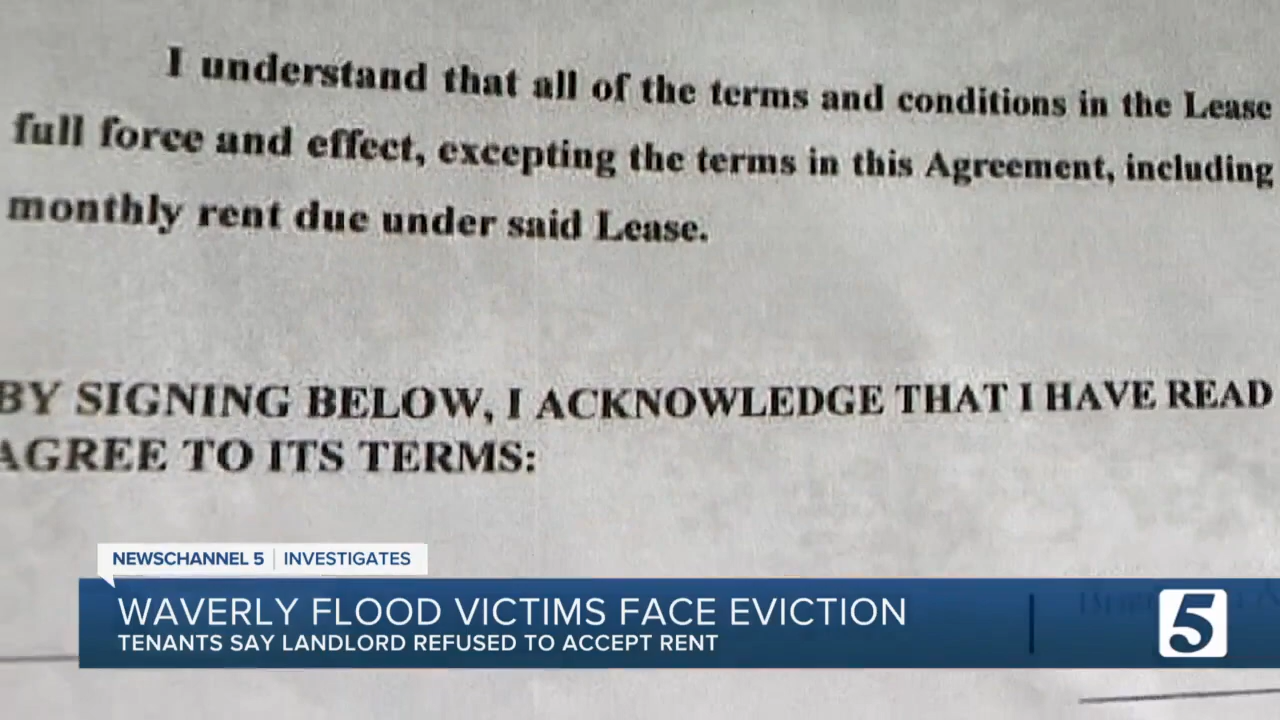 I understand that all of the terms and conditions in the Lease
full force and effect, excepting the terms in this Agreement, including
monthly rent due under said Lease.
BY SIGNING BELOW, I ACKNOWLEDGE THAT I HAVE READ
AGREE TO ITS TERMS:
NEWSCHANNEL 5 | INVESTIGATES
WAVERLY FLOOD VICTIMS FACE EVICTION
TENANTS SAY LANDLORD REFUSED TO ACCEPT RENT
5